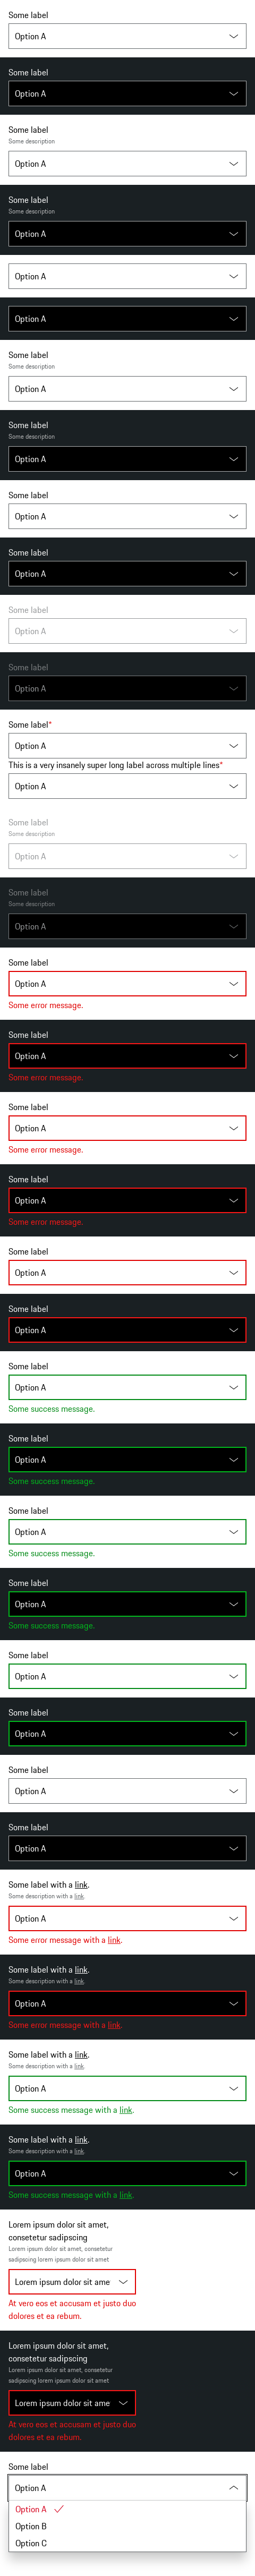 Some label
Option A
Some label
Option A
Some label
Some description
Option A
Some label
Some description
Option A
Option A
Option A
Some label
Some description
Option A
Some label
Some description
Option A
Some label
Option A
Some label
Option A
Some label
Option A
Some label
Option A
Some label*
Option A
This is a very insanely super long label across multiple lines*
Option A
Some label
Some description
Option A
Some label
Some description
Option A
Some label
Option A
Some error message.
Some label
Option A
Some error message.
Some label
Option A
Some error message.
Some label
Option A
Some error message.
Some label
Option A
Some label
Option A
Some label
Option A
Some success message.
Some label
Option A
Some success message.
Some label
Option A
Some success message.
Some label
Option A
Some success message.
Some label
Option A
Some label
Option A
Some label
Option A
Some label
Option A
Some label with a link.
Some description with a link.
Option A
Some error message with a link.
Some label with a link.
Some description with a link.
Option A
Some error message with a link.
Some label with a link.
Some description with a link.
Option A
Some success message with a link.
Some label with a link.
Some description with a link.
Option A
Some success message with a link.
Lorem ipsum dolor sit amet,
consetetur sadipscing
Lorem ipsum dolor sit amet, consetetur
sadipscing lorem ipsum dolor sit amet
Lorem ipsum dolor sit ame
At vero eos et accusam et justo duo
dolores et ea rebum.
Lorem ipsum dolor sit amet,
consetetur sadipscing
Lorem ipsum dolor sit amet, consetetur
sadipscing lorem ipsum dolor sit amet
Lorem ipsum dolor sit ame
At vero eos et accusam et justo duo
dolores et ea rebum.
Some label
Option A
Option A
Option B
Option C